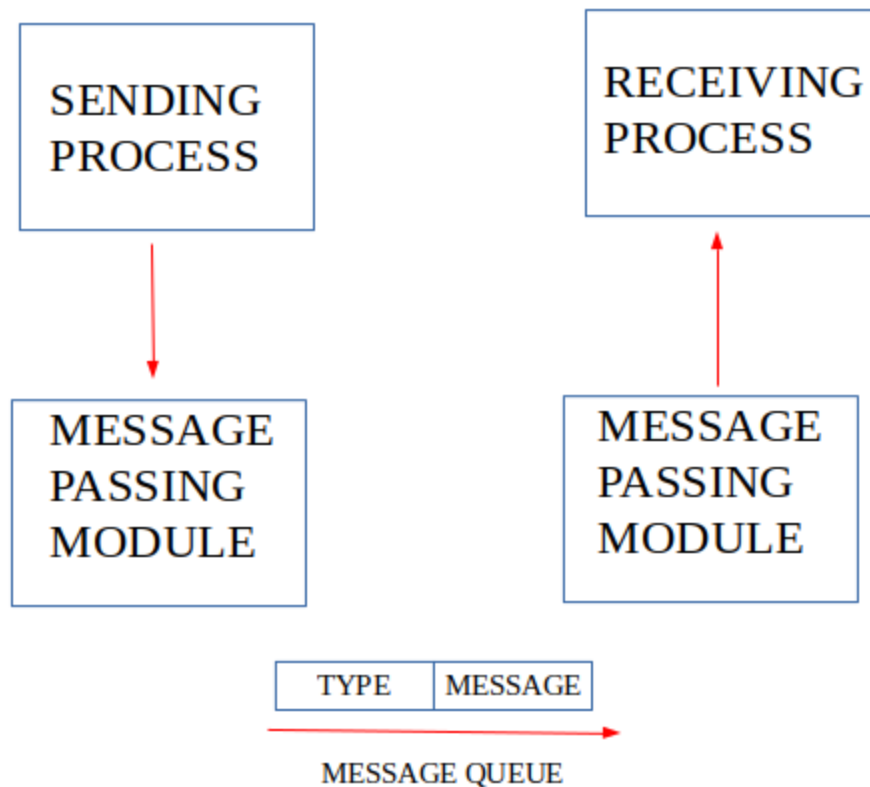 SENDING
PROCESS
RECEIVING
PROCESS
MESSAGE
PASSING
MODULE
MESSAGE
PASSING
MODULE
TYPE
MESSAGE
MESSAGE QUEUE